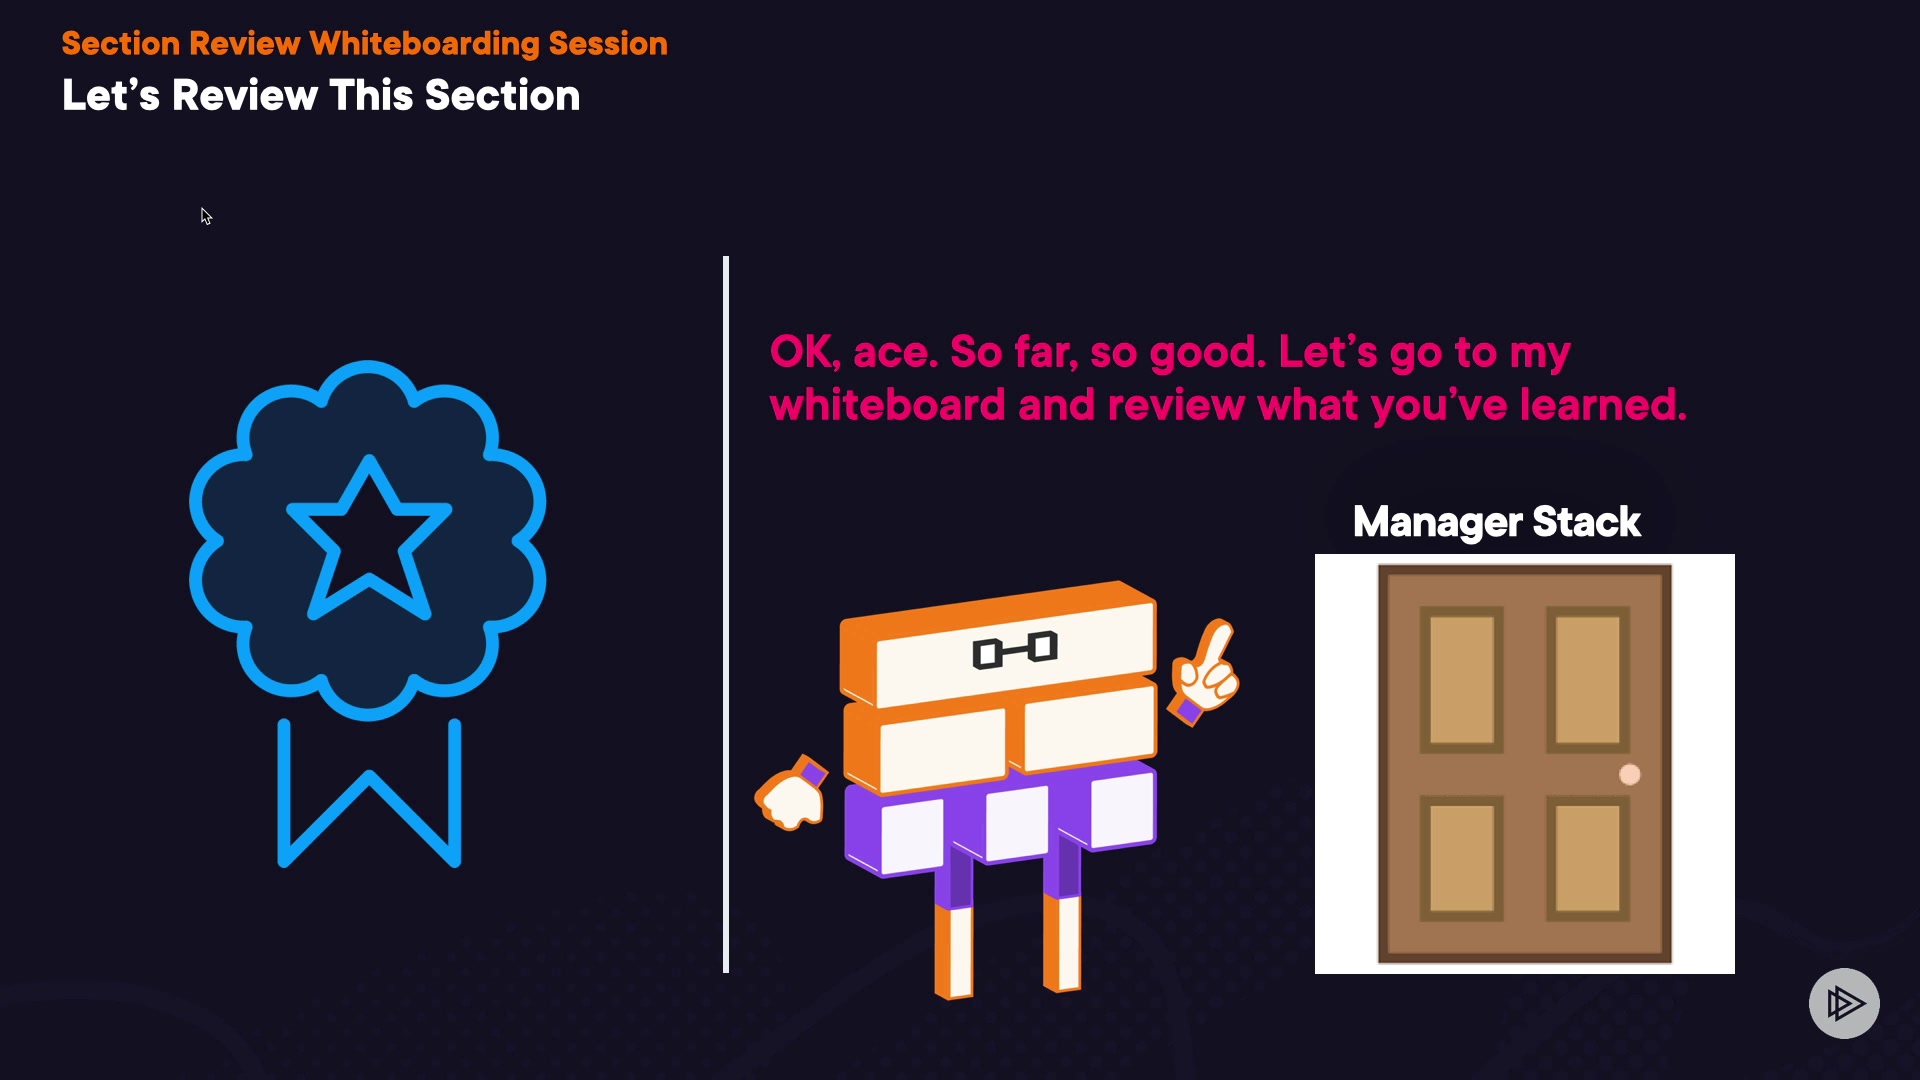 Section Review Whiteboarding Session
Let’s Review This Section
OK, ace. So far, so good. Let’s go to my
whiteboard and review what you’ve learned.
Manager Stack